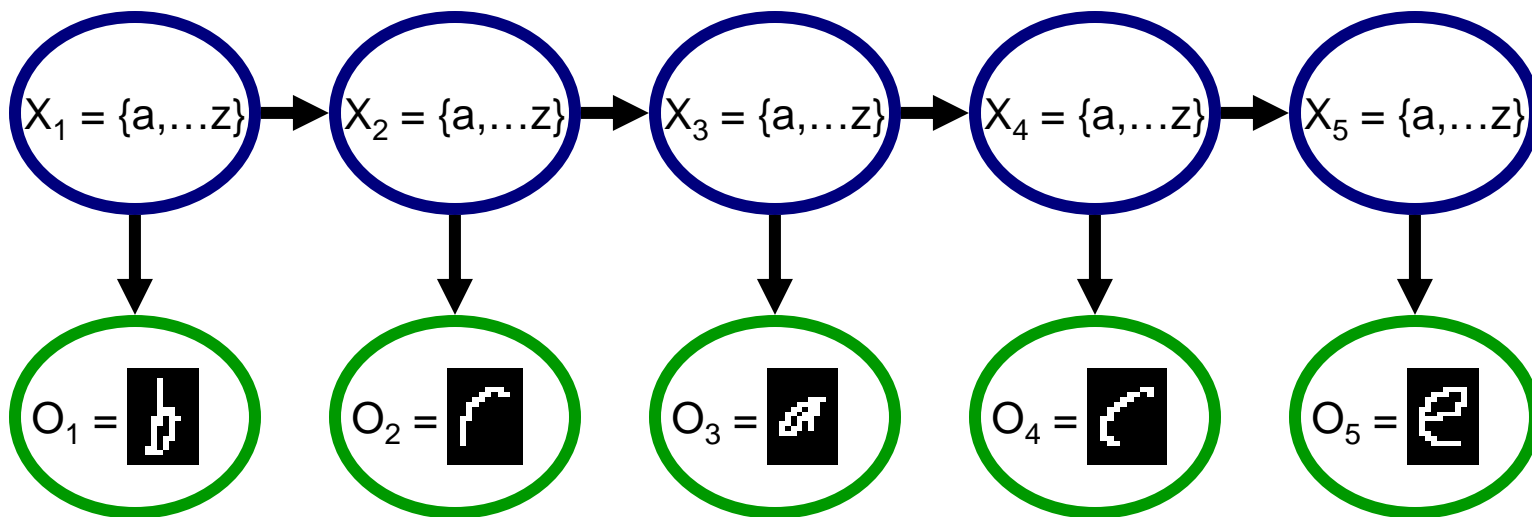 X₁ = {a,…z} X₂ = {a,…z} X₃ = {a,…z} X₄ = {a,…z} X₅ = {a,…z}
O₁ = b O₂ = r O₃ = a O₄ = c O₅ = e